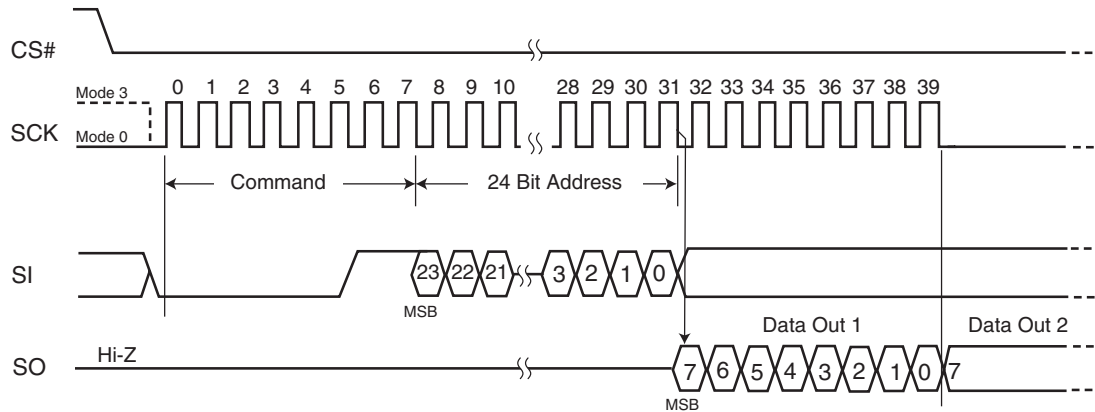 CS#
Mode 3
0 1 2 3 4 5 6 7 8 9 10 28 29 30 31 32 33 34 35 36 37 38 39
SCK
Mode 0
Command
24 Bit Address
SI
23 22 21 3 2 1 0
MSB
Data Out 1 Data Out 2
Hi-Z
SO
7 6 5 4 3 2 1 0 7
MSB